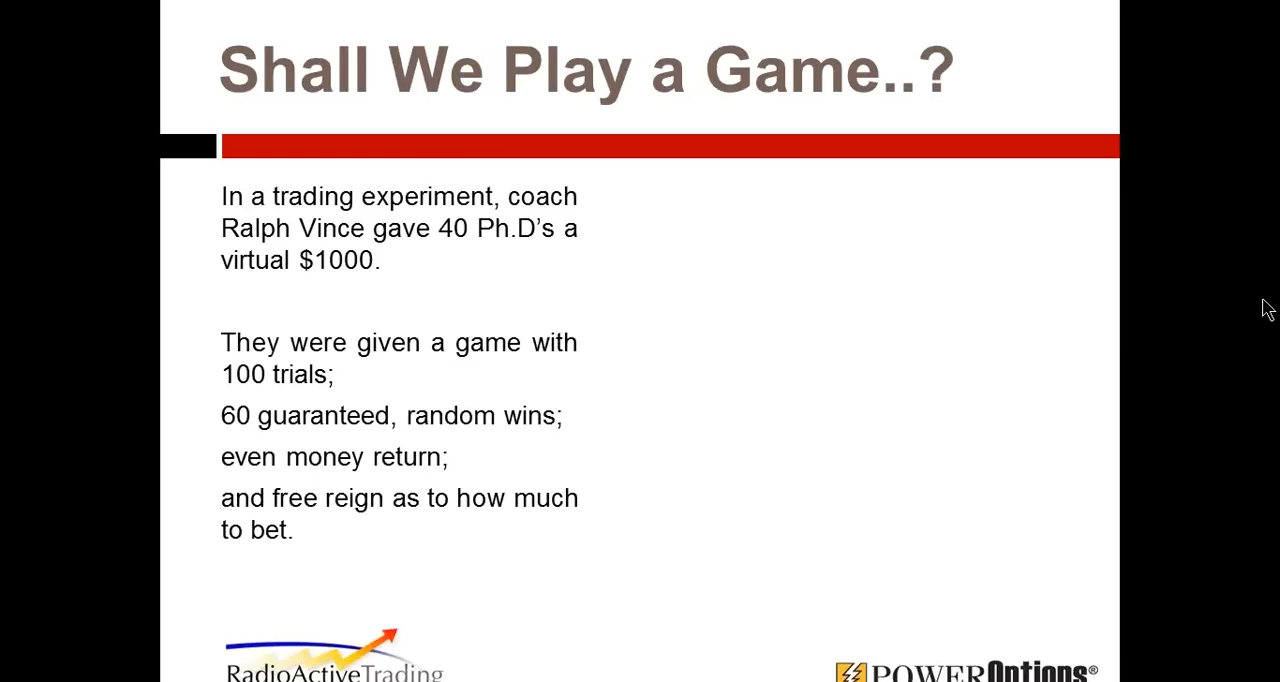 Shall We Play a Game..?
In a trading experiment, coach
Ralph Vince gave 40 Ph.D’s a
virtual $1000.
They were given a game with
100 trials;
60 guaranteed, random wins;
even money return;
and free reign as to how much
to bet.
RadioActiveTrading
POWEROptions®